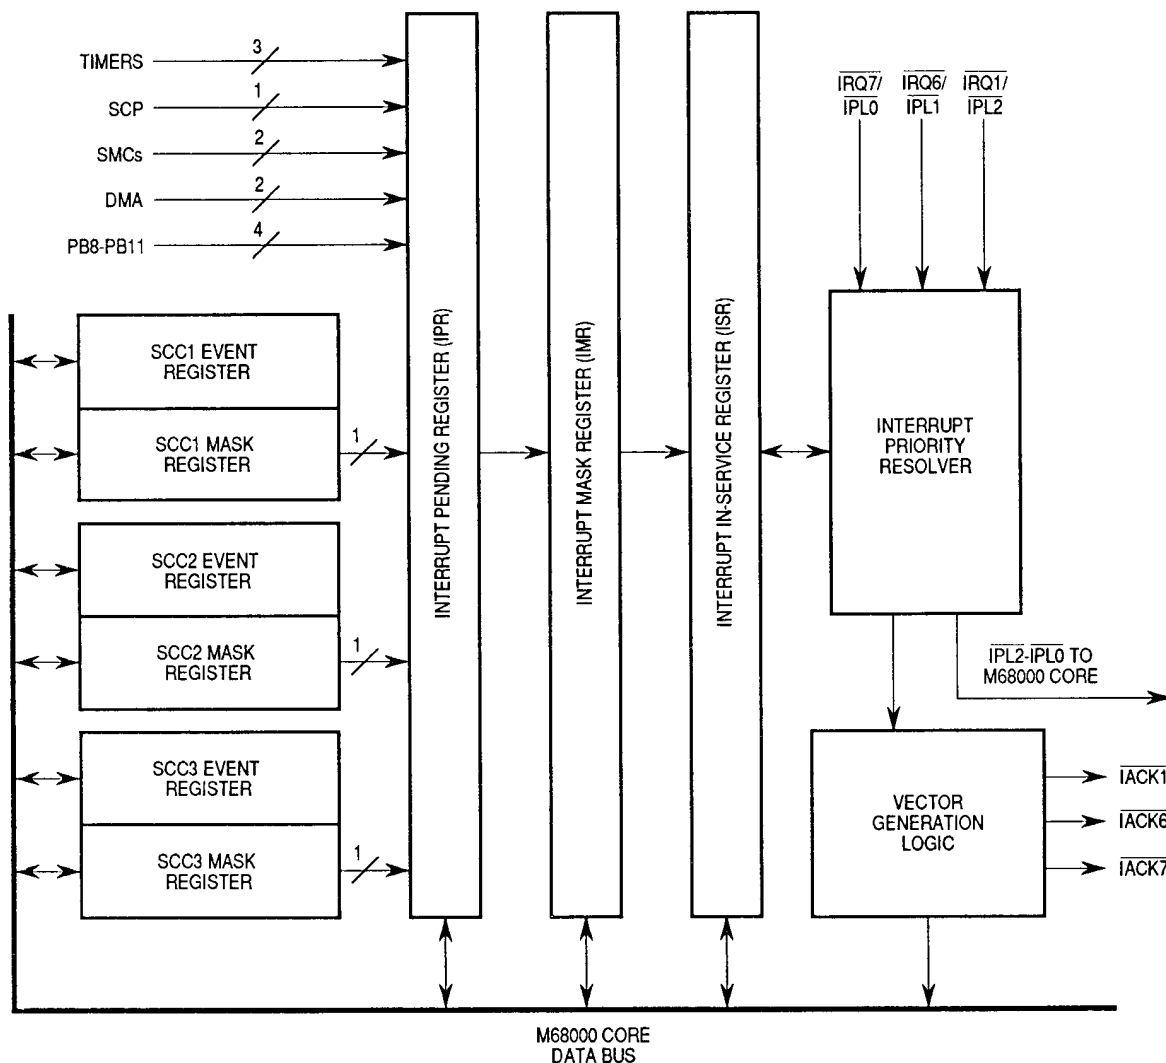 TIMERS
3
SCP
1
SMCs
2
DMA
2
PB8-PB11
4
SCC1 EVENT
REGISTER
SCC1 MASK
REGISTER
1
SCC2 EVENT
REGISTER
SCC2 MASK
REGISTER
1
SCC3 EVENT
REGISTER
SCC3 MASK
REGISTER
1
INTERRUPT PENDING REGISTER (IPR)
INTERRUPT MASK REGISTER (IMR)
INTERRUPT IN-SERVICE REGISTER (ISR)
IRQ7/
IPL0
IRQ6/
IPL1
IRQ1/
IPL2
INTERRUPT
PRIORITY
RESOLVER
IPL2-IPL0 TO
M68000 CORE
VECTOR
GENERATION
LOGIC
IACK1
IACK6
IACK7
M68000 CORE
DATA BUS